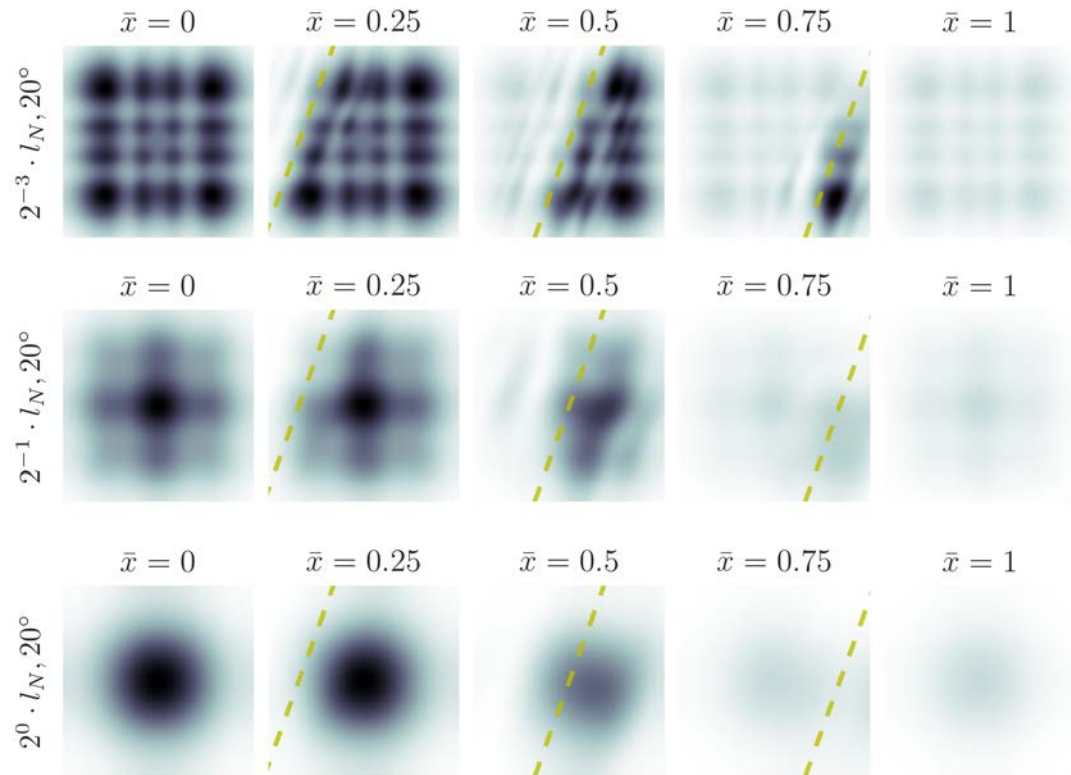 x̄ = 0 x̄ = 0.25 x̄ = 0.5 x̄ = 0.75 x̄ = 1
2⁻³ · l_N, 20°
x̄ = 0 x̄ = 0.25 x̄ = 0.5 x̄ = 0.75 x̄ = 1
2⁻¹ · l_N, 20°
x̄ = 0 x̄ = 0.25 x̄ = 0.5 x̄ = 0.75 x̄ = 1
2⁰ · l_N, 20°